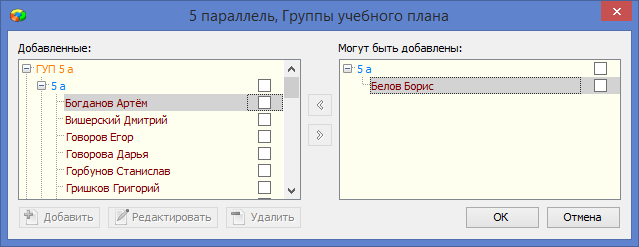 5 параллель, Группы учебного плана
Добавленные:
ГУП 5 а
5 а
Богданов Артём
Вишерский Дмитрий
Говоров Егор
Говорова Дарья
Горбунов Станислав
Гришков Григорий
Добавить Редактировать Удалить
Могут быть добавлены:
5 а
Белов Борис
OK Отмена